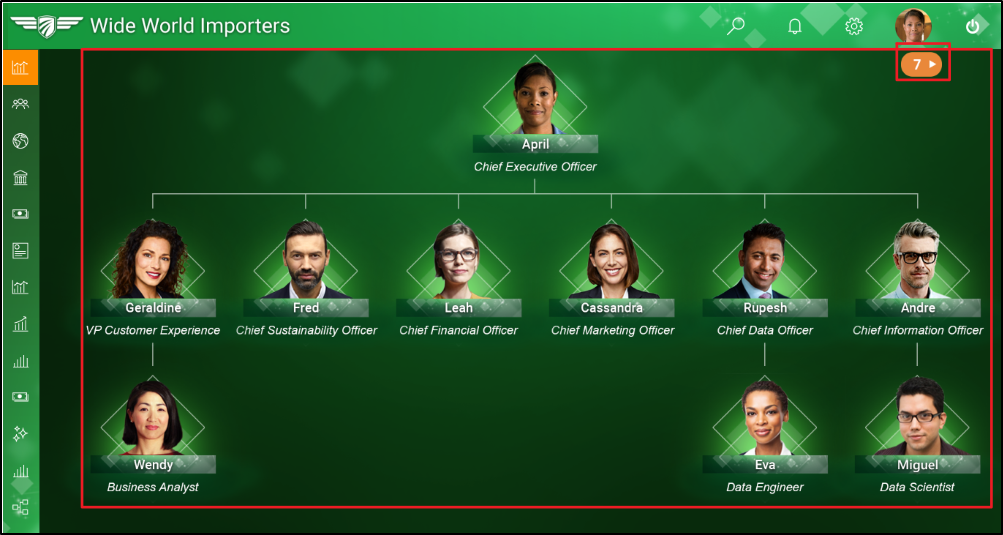 Wide World Importers
7
April
Chief Executive Officer
Geraldine Fred Leah Cassandra Rupesh Andre
VP Customer Experience Chief Sustainability Officer Chief Financial Officer Chief Marketing Officer Chief Data Officer Chief Information Officer
Wendy Eva Miguel
Business Analyst Data Engineer Data Scientist